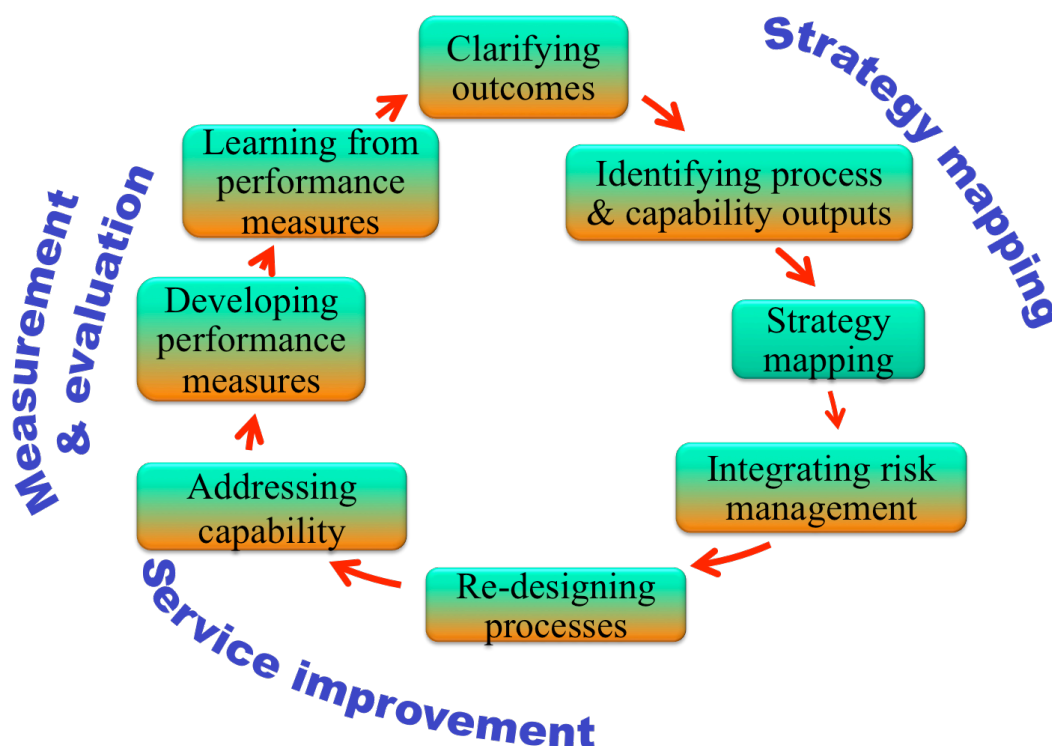 Clarifying
outcomes
Strategy mapping
Identifying process
& capability outputs
Strategy
mapping
Integrating risk
management
Re-designing
processes
Service improvement
Addressing
capability
Developing
performance
measures
Learning from
performance
measures
Measurement
& evaluation